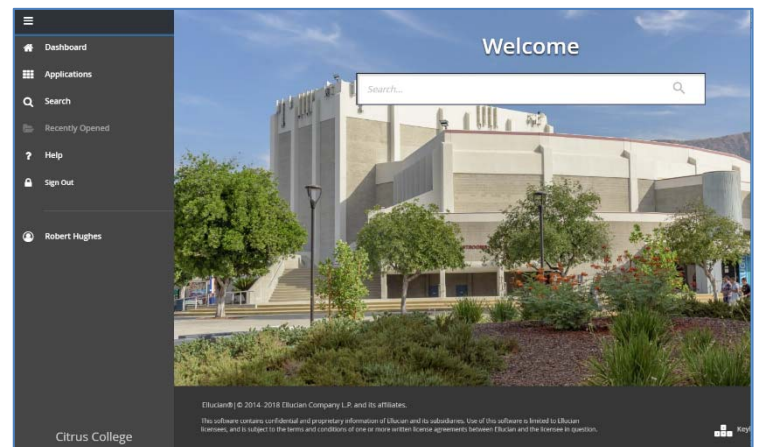 Dashboard
Applications
Search
Recently Opened
Help
Sign Out
Robert Hughes
Citrus College
Welcome
Search...
Ellucian®|© 2014-2018 Ellucian Company L.P. and its affiliates.
This software contains confidential and proprietary information of Ellucian and its subsidiaries. Use of this software is limited to Ellucian
licensees, and is subject to the terms and conditions of one or more written license agreements between Ellucian and the licensee in question.